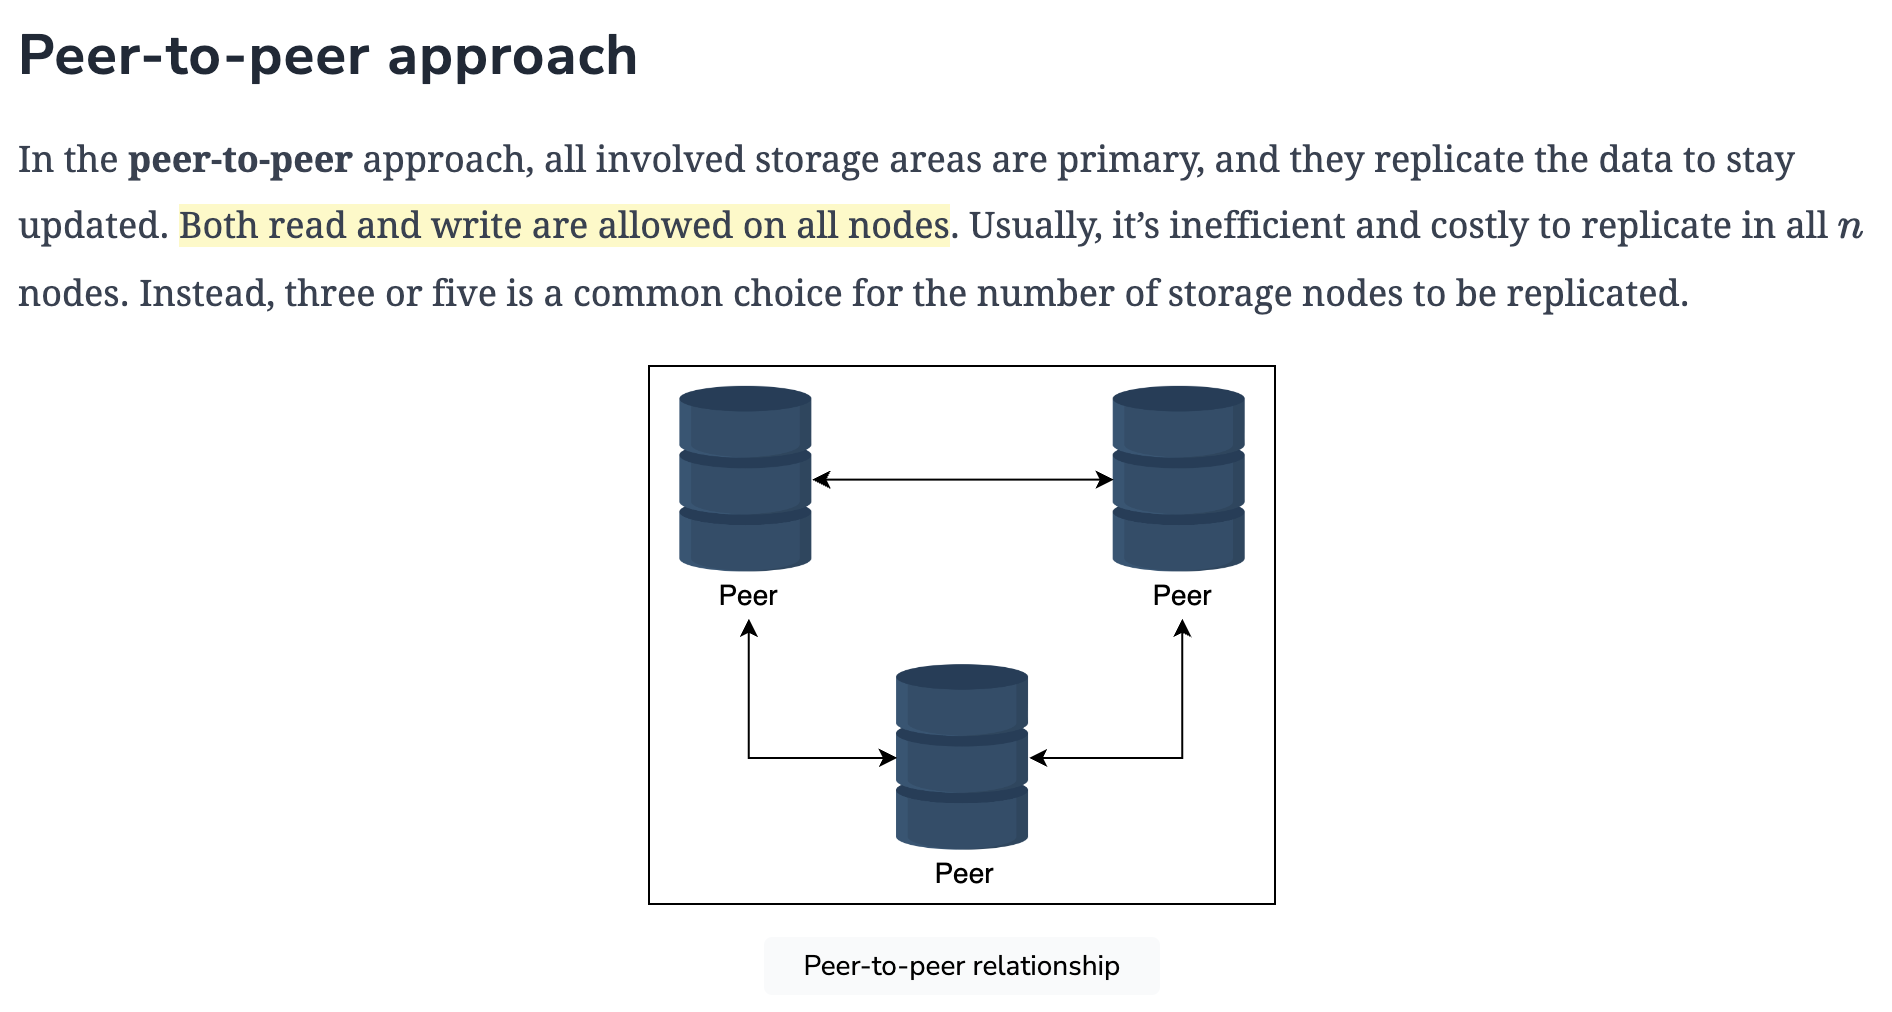 Peer-to-peer approach
In the peer-to-peer approach, all involved storage areas are primary, and they replicate the data to stay
updated. Both read and write are allowed on all nodes. Usually, it’s inefficient and costly to replicate in all n
nodes. Instead, three or five is a common choice for the number of storage nodes to be replicated.
Peer
Peer
Peer
Peer-to-peer relationship